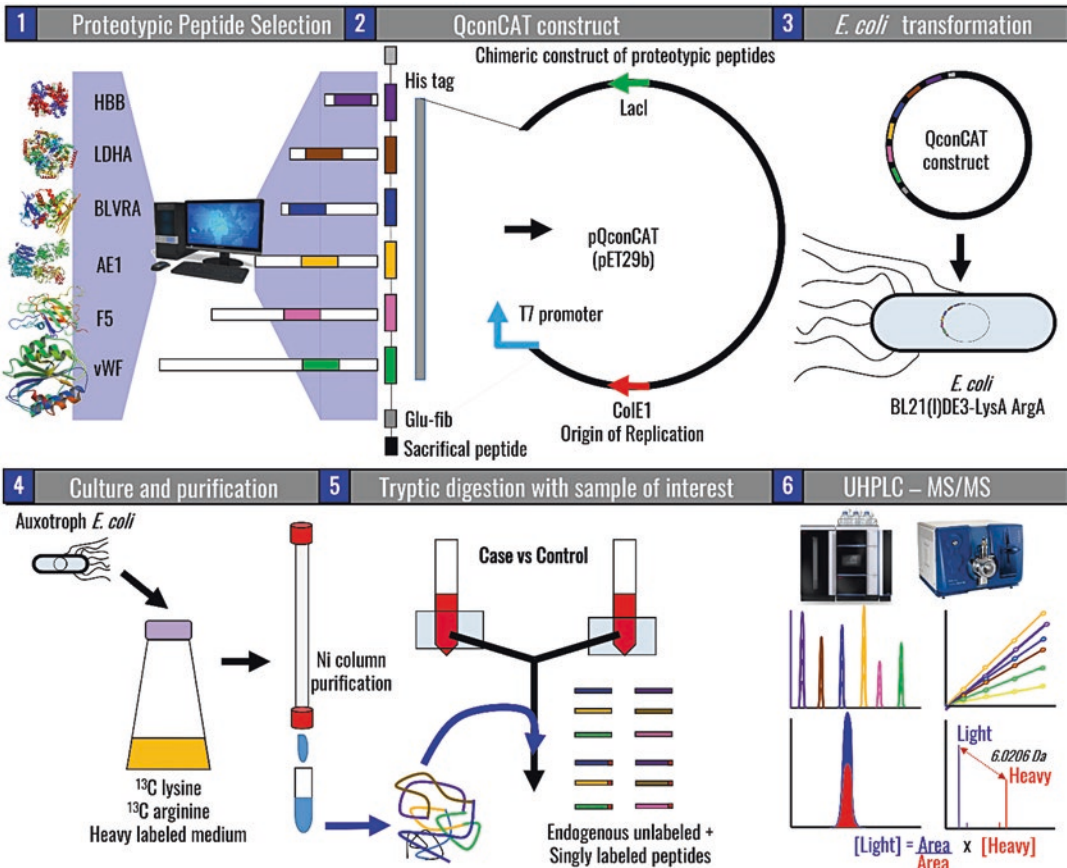 1 Proteotypic Peptide Selection
2 QconCAT construct
3 E. coli transformation
HBB
LDHA
BLVRA
AE1
F5
vWF
His tag
Glu-fib
Sacrifical peptide
Chimeric construct of proteotypic peptides
LacI
pQconCAT
(pET29b)
T7 promoter
ColE1
Origin of Replication
QconCAT
construct
E. coli
BL21(l)DE3-LysA ArgA
4 Culture and purification
5 Tryptic digestion with sample of interest
6 UHPLC – MS/MS
Auxotroph E. coli
13C lysine
13C arginine
Heavy labeled medium
Ni column
purification
Case vs Control
Endogenous unlabeled +
Singly labeled peptides
Light
6.0206 Da
Heavy
[Light] = Area x [Heavy]
Area